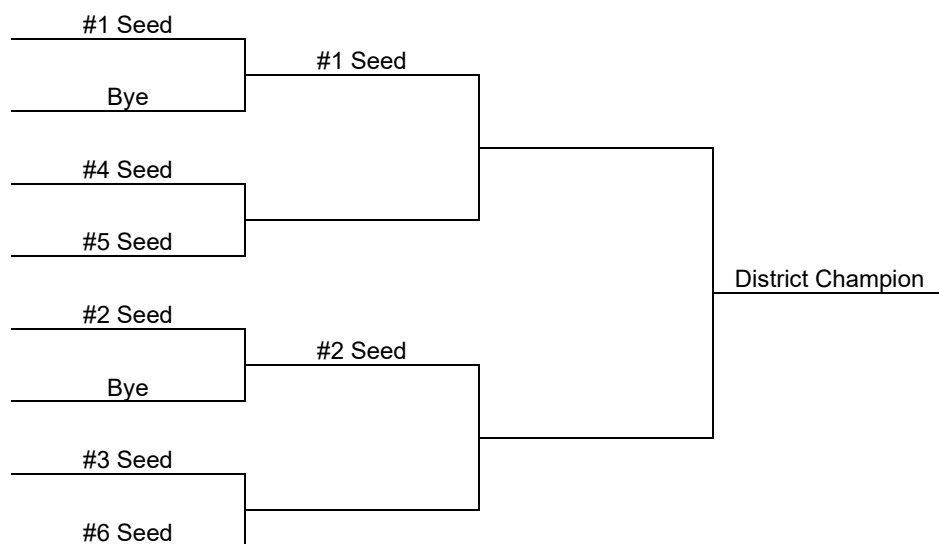 #1 Seed
#1 Seed
Bye
#4 Seed
#5 Seed
District Champion
#2 Seed
#2 Seed
Bye
#3 Seed
#6 Seed